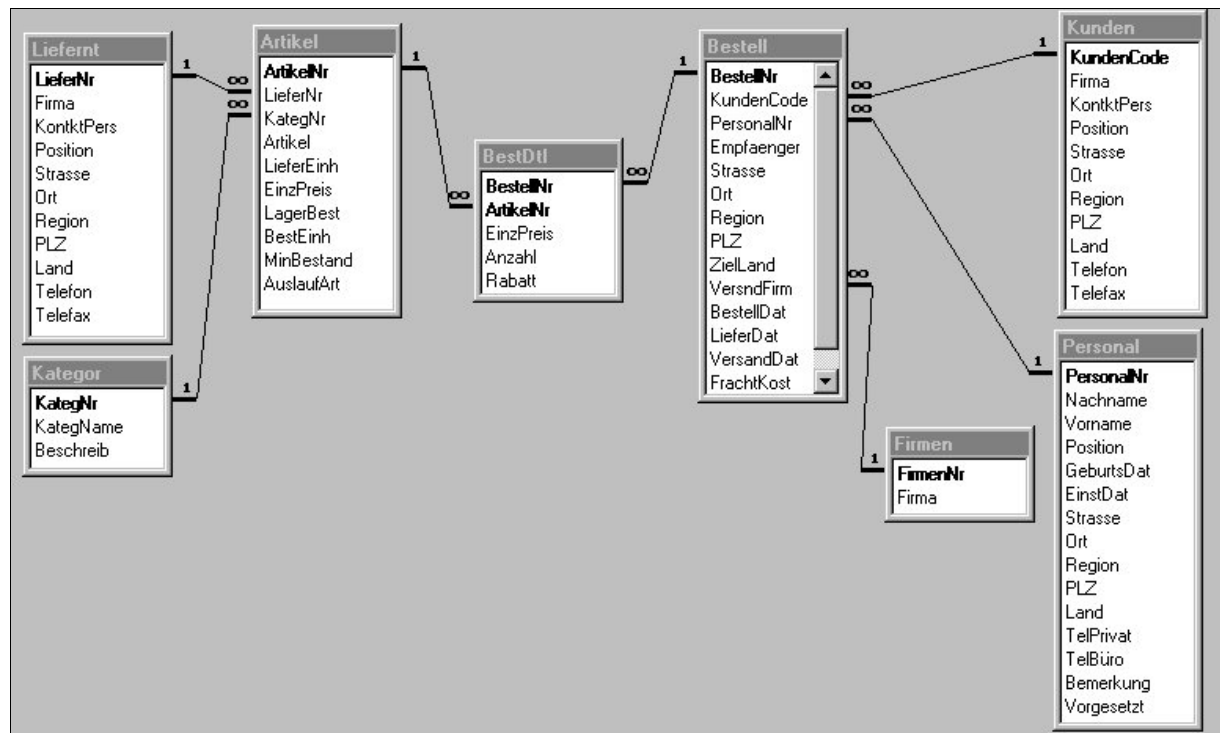 Liefernt
LieferNr
Firma
KontktPers
Position
Strasse
Ort
Region
PLZ
Land
Telefon
Telefax
Kategor
KategNr
KategName
Beschreib
Artikel
ArtikelNr
LieferNr
KategNr
Artikel
LieferEinh
EinzPreis
LagerBest
BestEinh
MinBestand
AuslaufArt
BestDtl
BestellNr
ArtikelNr
EinzPreis
Anzahl
Rabatt
Bestell
BestellNr
KundenCode
PersonalNr
Empfaenger
Strasse
Ort
Region
PLZ
ZielLand
VersndFirm
BestellDat
LieferDat
VersandDat
FrachtKost
Firmen
FirmenNr
Firma
Kunden
KundenCode
Firma
KontktPers
Position
Strasse
Ort
Region
PLZ
Land
Telefon
Telefax
Personal
PersonalNr
Nachname
Vorname
Position
GeburtsDat
EinstDat
Strasse
Ort
Region
PLZ
Land
TelPrivat
TelBüro
Bemerkung
Vorgesetzt
1
∞
∞
1
1
∞
∞
1
∞
∞
∞
1
1
1